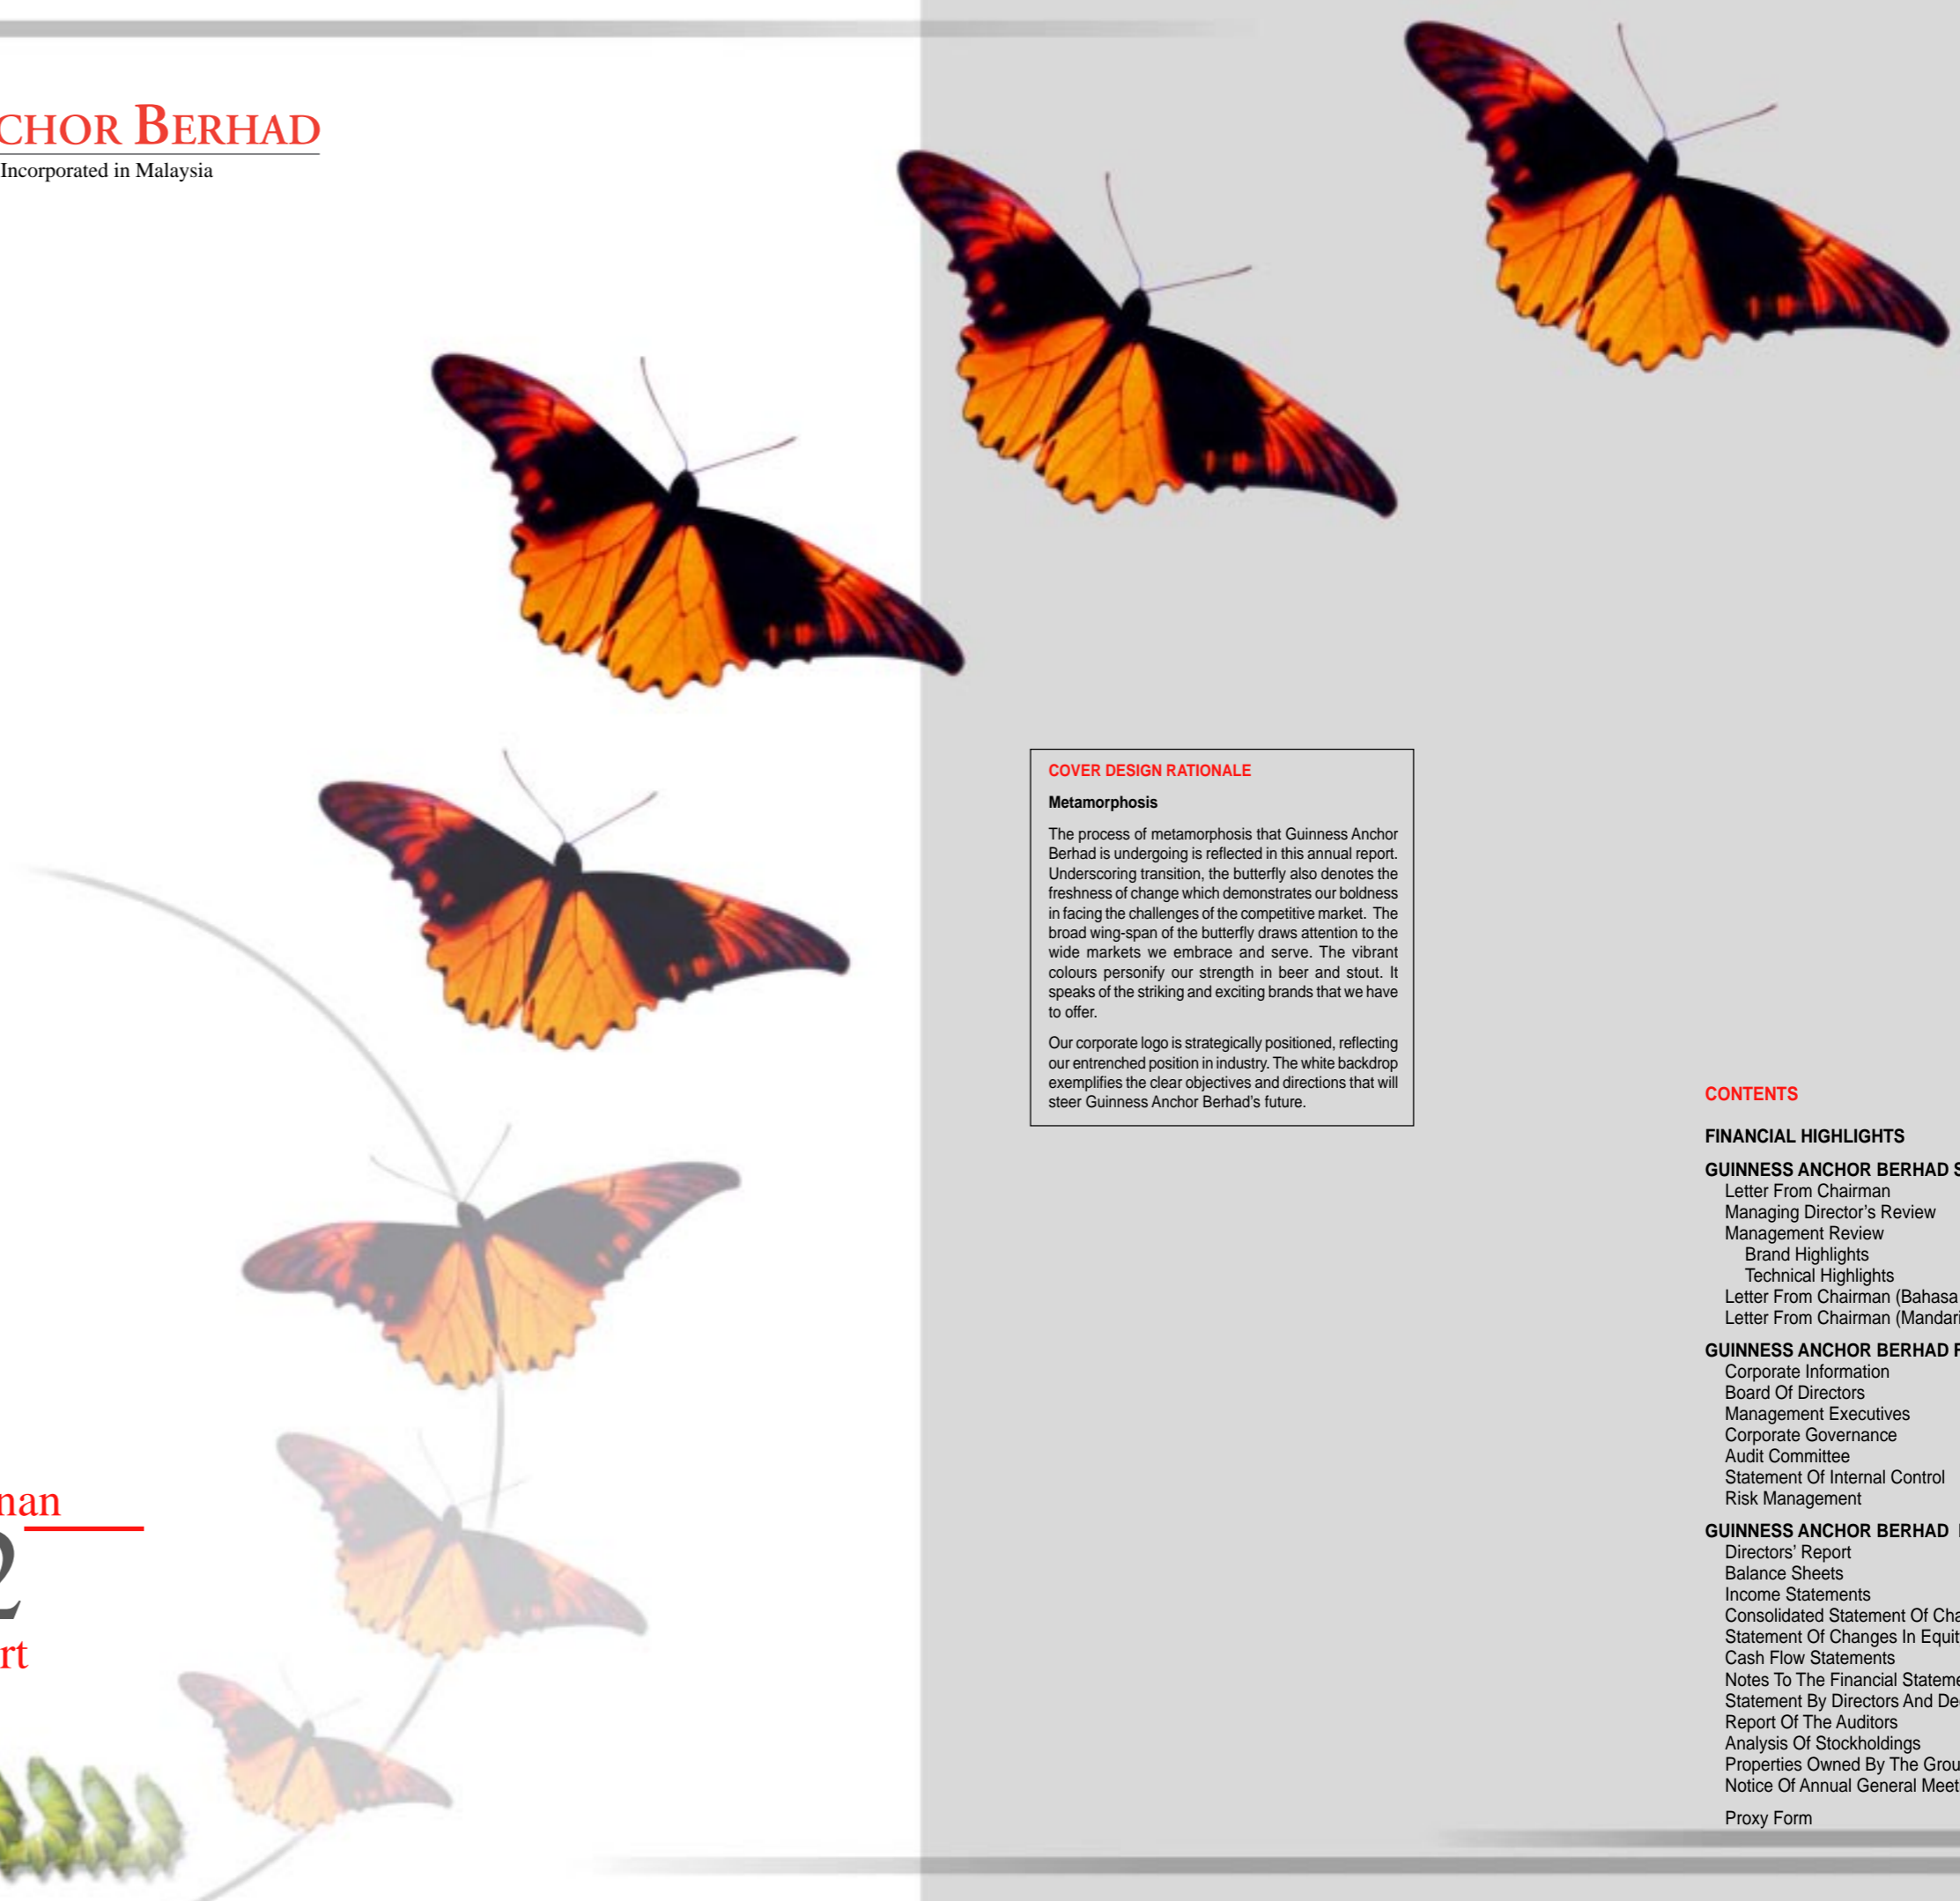 CHOR BERHAD
Incorporated in Malaysia
COVER DESIGN RATIONALE
Metamorphosis
The process of metamorphosis that Guinness Anchor
Berhad is undergoing is reflected in this annual report.
Underscoring transition, the butterfly also denotes the
freshness of change which demonstrates our boldness
in facing the challenges of the competitive market. The
broad wing-span of the butterfly draws attention to the
wide markets we embrace and serve. The vibrant
colours personify our strength in beer and stout. It
speaks of the striking and exciting brands that we have
to offer.
Our corporate logo is strategically positioned, reflecting
our entrenched position in industry. The white backdrop
exemplifies the clear objectives and directions that will
steer Guinness Anchor Berhad's future.
nan
2
rt
CONTENTS
FINANCIAL HIGHLIGHTS
GUINNESS ANCHOR BERHAD S
Letter From Chairman
Managing Director's Review
Management Review
Brand Highlights
Technical Highlights
Letter From Chairman (Bahasa
Letter From Chairman (Mandari
GUINNESS ANCHOR BERHAD F
Corporate Information
Board Of Directors
Management Executives
Corporate Governance
Audit Committee
Statement Of Internal Control
Risk Management
GUINNESS ANCHOR BERHAD
Directors' Report
Balance Sheets
Income Statements
Consolidated Statement Of Cha
Statement Of Changes In Equit
Cash Flow Statements
Notes To The Financial Stateme
Statement By Directors And De
Report Of The Auditors
Analysis Of Stockholdings
Properties Owned By The Grou
Notice Of Annual General Meet
Proxy Form